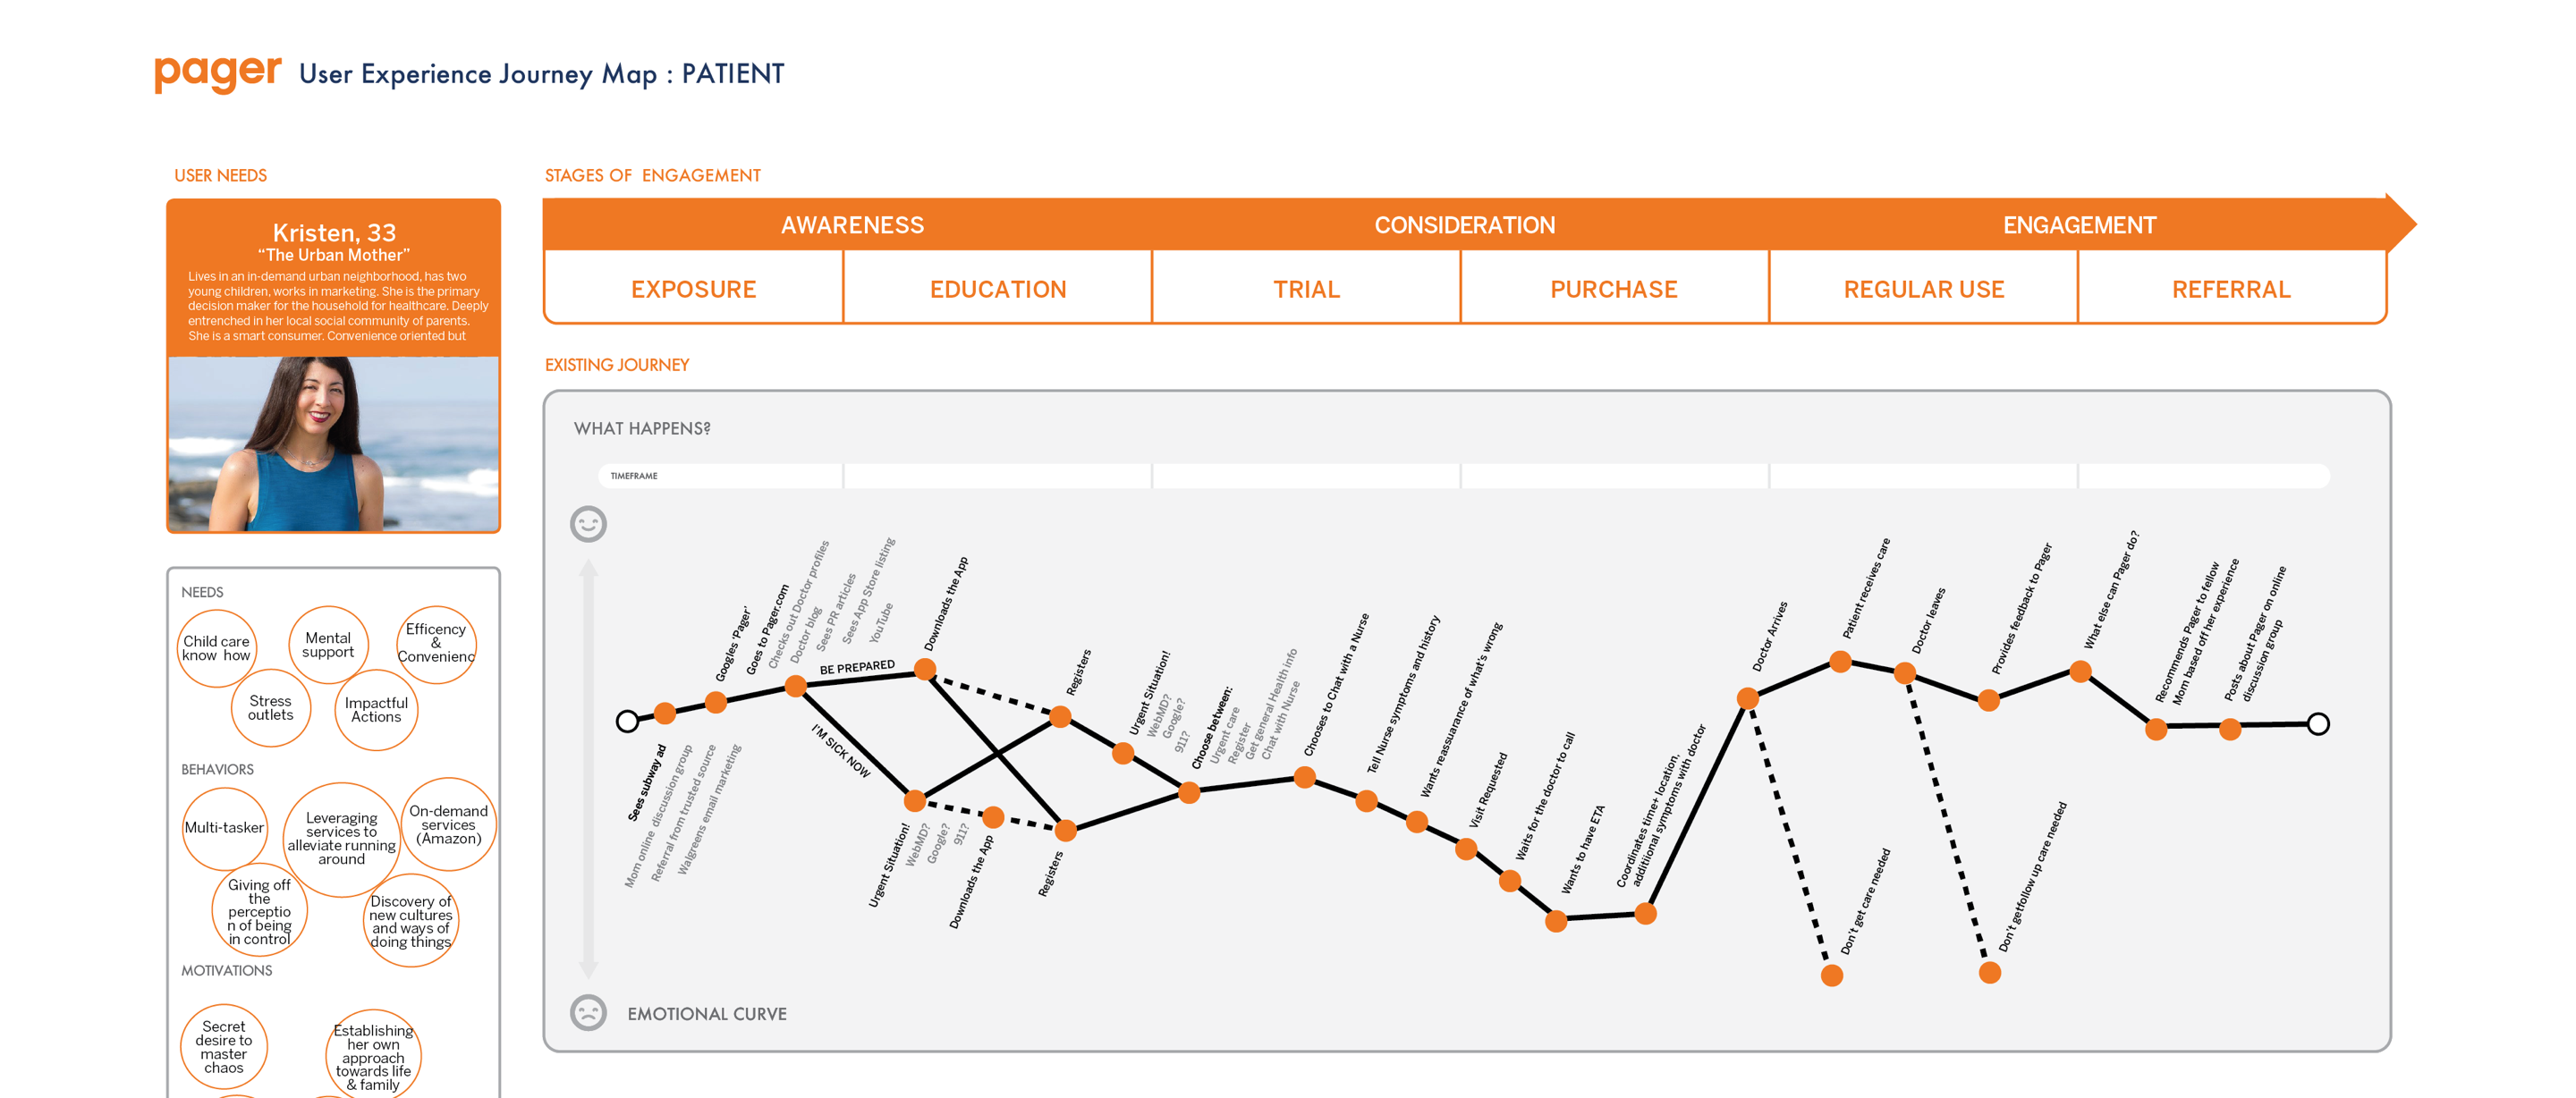 pager User Experience Journey Map : PATIENT
USER NEEDS
Kristen, 33
“The Urban Mother”
Lives in an in-demand urban neighborhood, has two
young children, works in marketing. She is the primary
decision maker for the household for healthcare. Deeply
entrenched in her local social community of parents.
She is a smart consumer. Convenience oriented but
NEEDS
Child care
know how
Mental
support
Efficency
&
Convenienc
Stress
outlets
Impactful
Actions
BEHAVIORS
Multi-tasker
Leveraging
services to
alleviate running
around
On-demand
services
(Amazon)
Giving off
the
perceptio
n of being
in control
Discovery of
new cultures
and ways of
doing things
MOTIVATIONS
Secret
desire to
master
chaos
Establishing
her own
approach
towards life
& family
STAGES OF ENGAGEMENT
AWARENESS
CONSIDERATION
ENGAGEMENT
EXPOSURE
EDUCATION
TRIAL
PURCHASE
REGULAR USE
REFERRAL
EXISTING JOURNEY
WHAT HAPPENS?
TIMEFRAME
Sees subway ad
Mom online discussion group
Referral from trusted source
Walgreens email marketing
Googles 'Pager'
Goes to Pager.com
Checks out Doctor profiles
Doctor blog
Sees PR articles
Sees App Store listing
YouTube
BE PREPARED
I'M SICK NOW
Downloads the App
Urgent Situation!
WebMD?
Google?
911?
Downloads the App
Registers
Registers
Urgent Situation!
WebMD?
Google?
911?
Choose between:
Urgent care
Register
Get general Health info
Chat with Nurse
Chooses to Chat with a Nurse
Tell Nurse symptoms and history
Wants reassuarance of what's wrong
Visit Requested
Waits for the doctor to call
Wants to have ETA
Coordinates time+ location,
additiional symptoms with doctor
Doctor Arrives
Don't get care needed
Patient receives care
Doctor leaves
Don't getfollow up care needed
Provides feedback to Pager
What else can Pager do?
Recommends Pager to fellow
Mom based off her experience
Posts about Pager on online
discussion group
EMOTIONAL CURVE